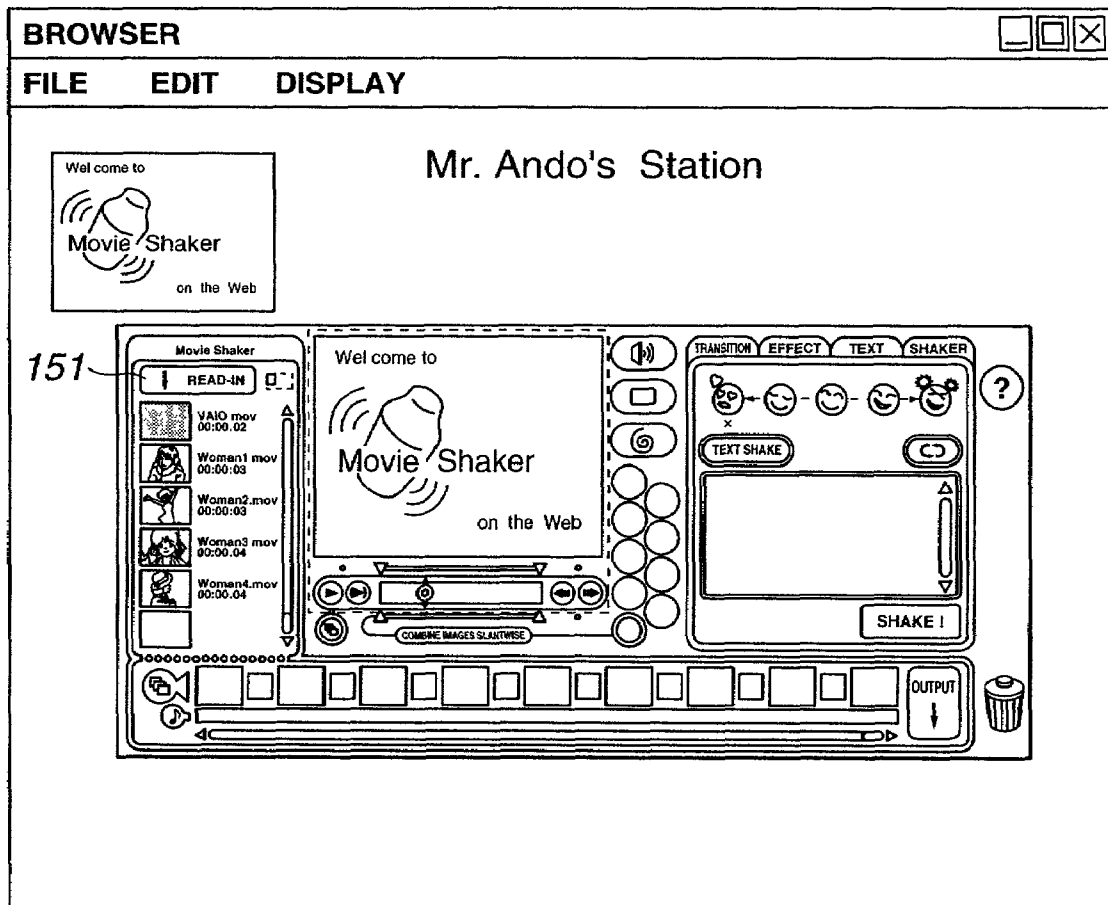 BROWSER
FILE EDIT DISPLAY
Mr. Ando's Station
Wel come to
Movie Shaker
on the Web
151
Movie Shaker
READ-IN
VAIO mov
00:00.02
Woman1 mov
00:00:03
Woman2.mov
00:00:03
Woman3 mov
00:00.04
Woman4.mov
00:00.04
Wel come to
Movie Shaker
on the Web
COMBINE IMAGES SLANTWISE
TRANSITION EFFECT TEXT SHAKER
?
TEXT SHAKE
SHAKE !
OUTPUT